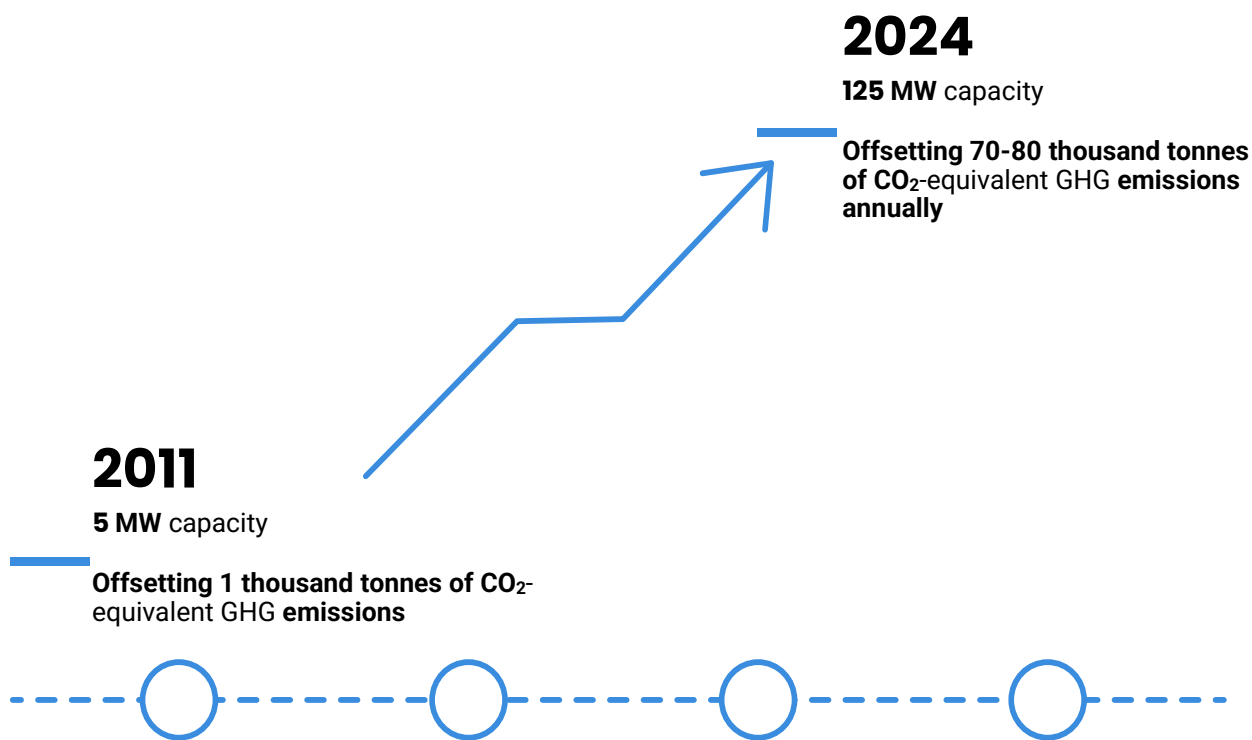 2024
125 MW capacity
Offsetting 70-80 thousand tonnes
of CO₂-equivalent GHG emissions
annually
2011
5 MW capacity
Offsetting 1 thousand tonnes of CO₂-
equivalent GHG emissions